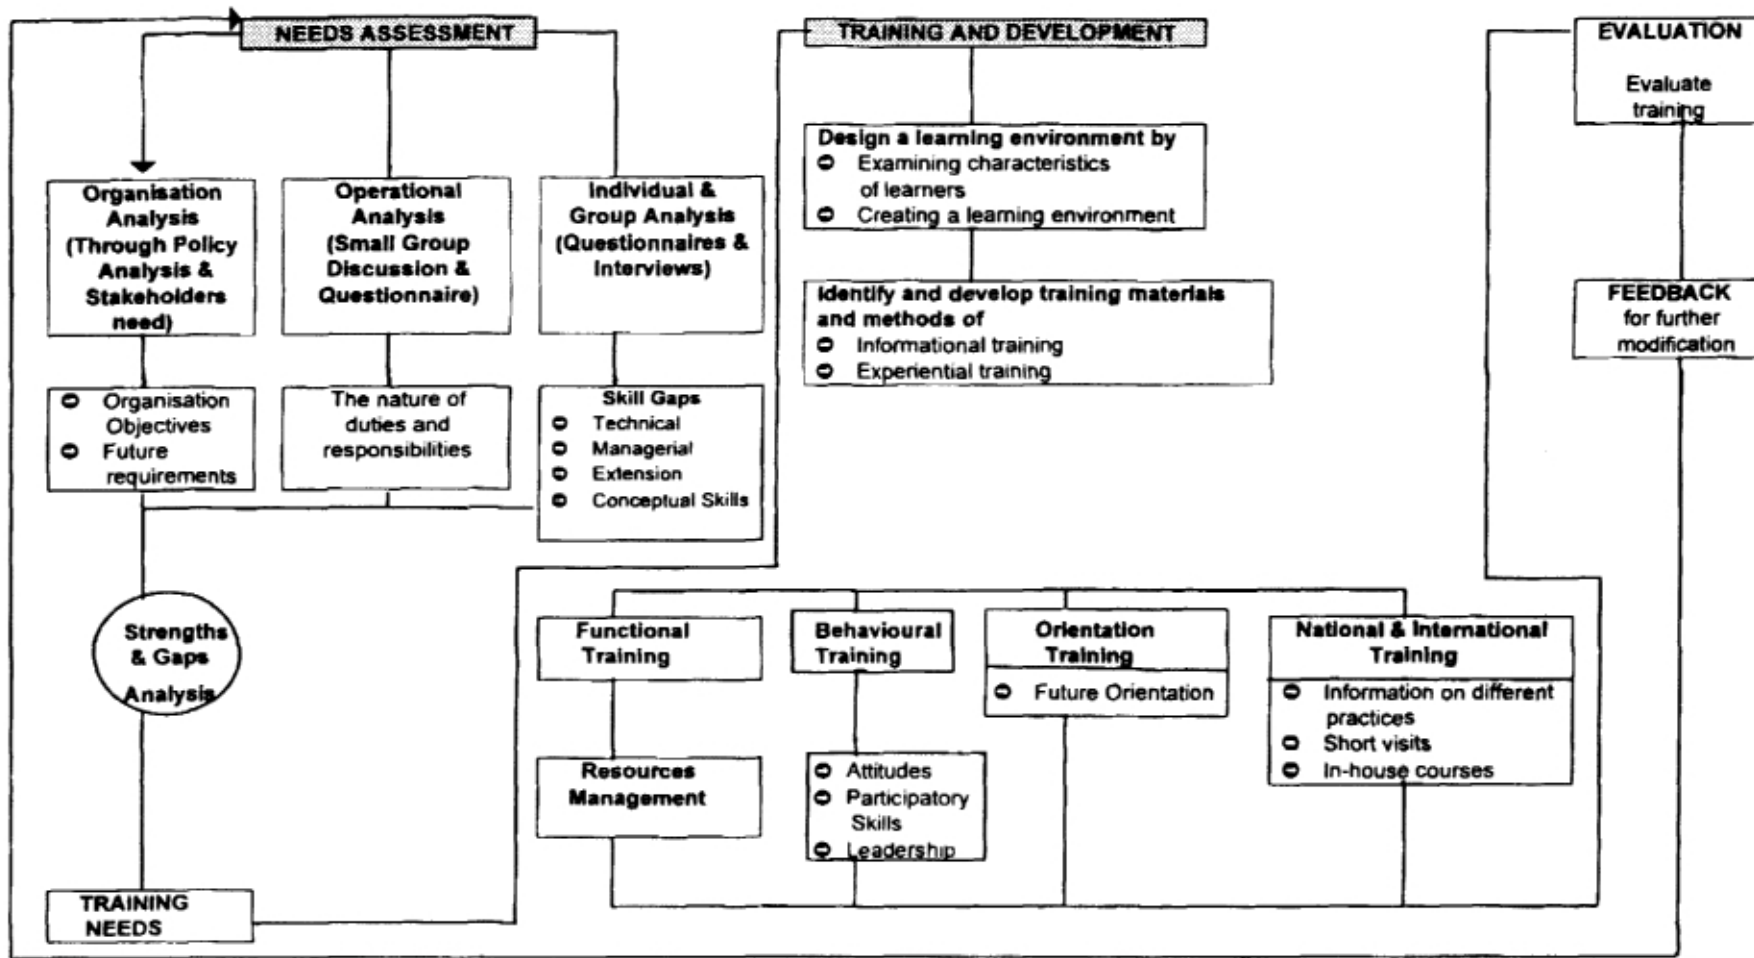 NEEDS ASSESSMENT
Organisation
Analysis
(Through Policy
Analysis &
Stakeholders
need)
Operational
Analysis
(Small Group
Discussion &
Questionnaire)
Individual &
Group Analysis
(Questionnaires &
Interviews)
Organisation
Objectives
Future
requirements
The nature of
duties and
responsibilities
Skill Gaps
Technical
Managerial
Extension
Conceptual Skills
Strengths
& Gaps
Analysis
TRAINING
NEEDS
TRAINING AND DEVELOPMENT
Design a learning environment by
Examining characteristics
of learners
Creating a learning environment
Identify and develop training materials
and methods of
Informational training
Experiential training
Functional
Training
Resources
Management
Behavioural
Training
Attitudes
Participatory
Skills
Leadership
Orientation
Training
Future Orientation
National & International
Training
Information on different
practices
Short visits
In-house courses
EVALUATION
Evaluate
training
FEEDBACK
for further
modification